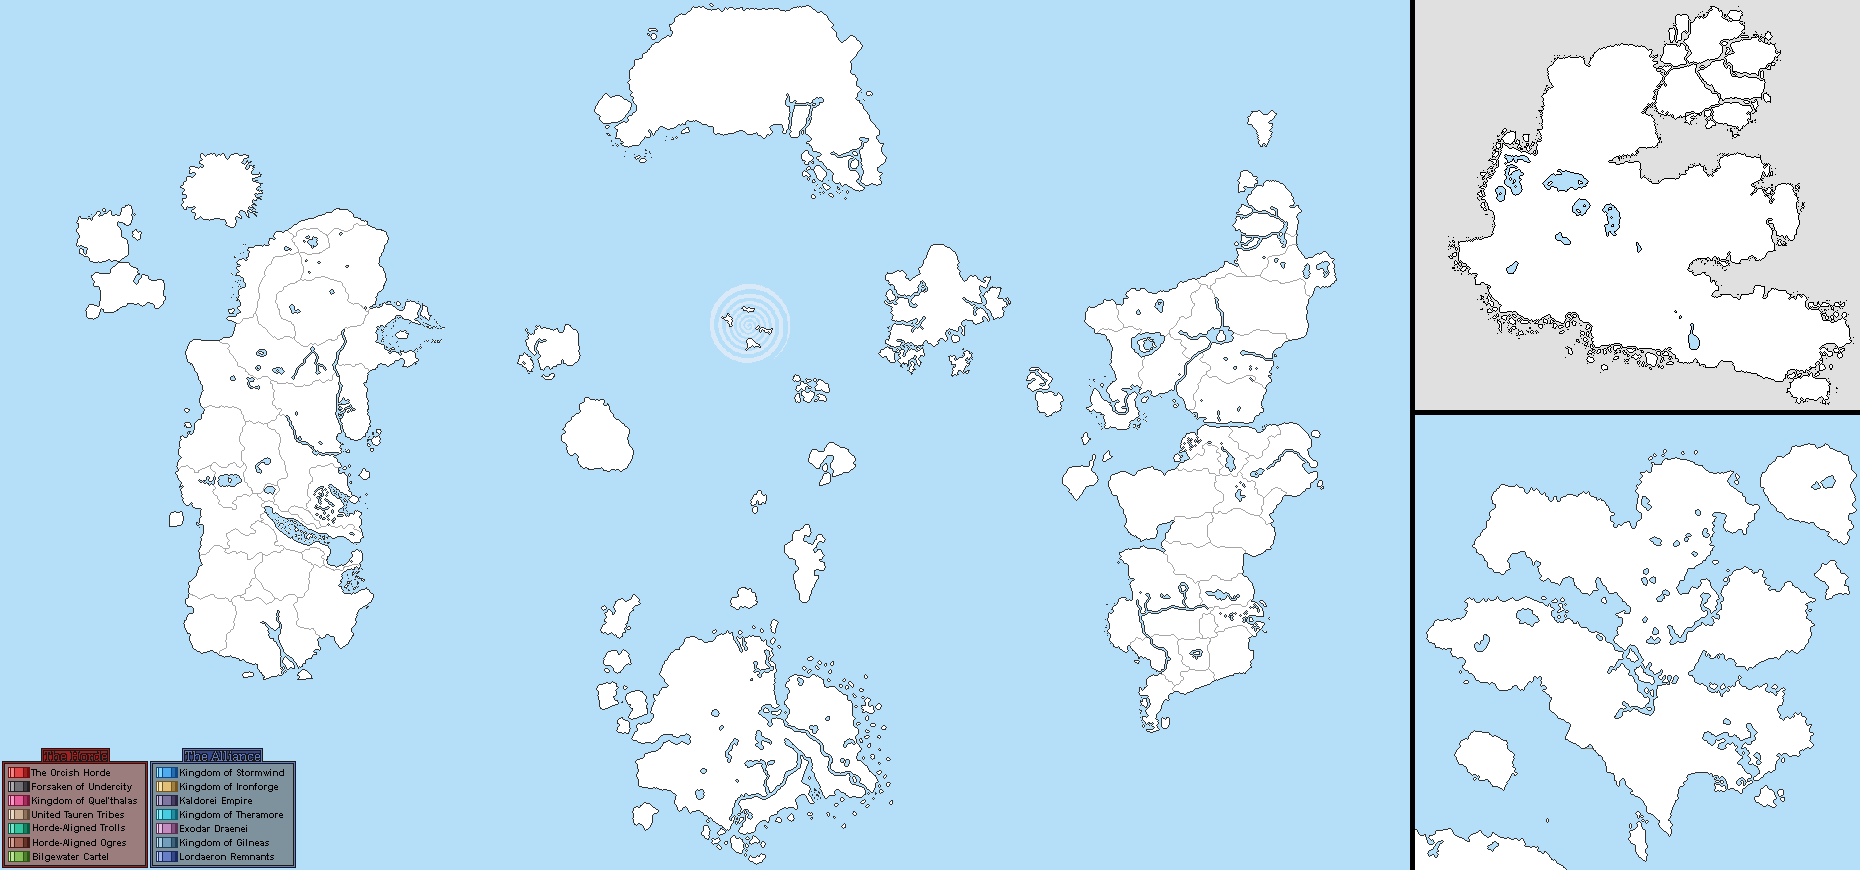 The Horde
The Orcish Horde
Forsaken of Undercity
Kingdom of Quel'thalas
United Tauren Tribes
Horde-Aligned Trolls
Horde-Aligned Ogres
Bilgewater Cartel
The Alliance
Kingdom of Stormwind
Kingdom of Ironforge
Kaldorei Empire
Kingdom of Theramore
Exodar Draenei
Kingdom of Gilneas
Lordaeron Remnants